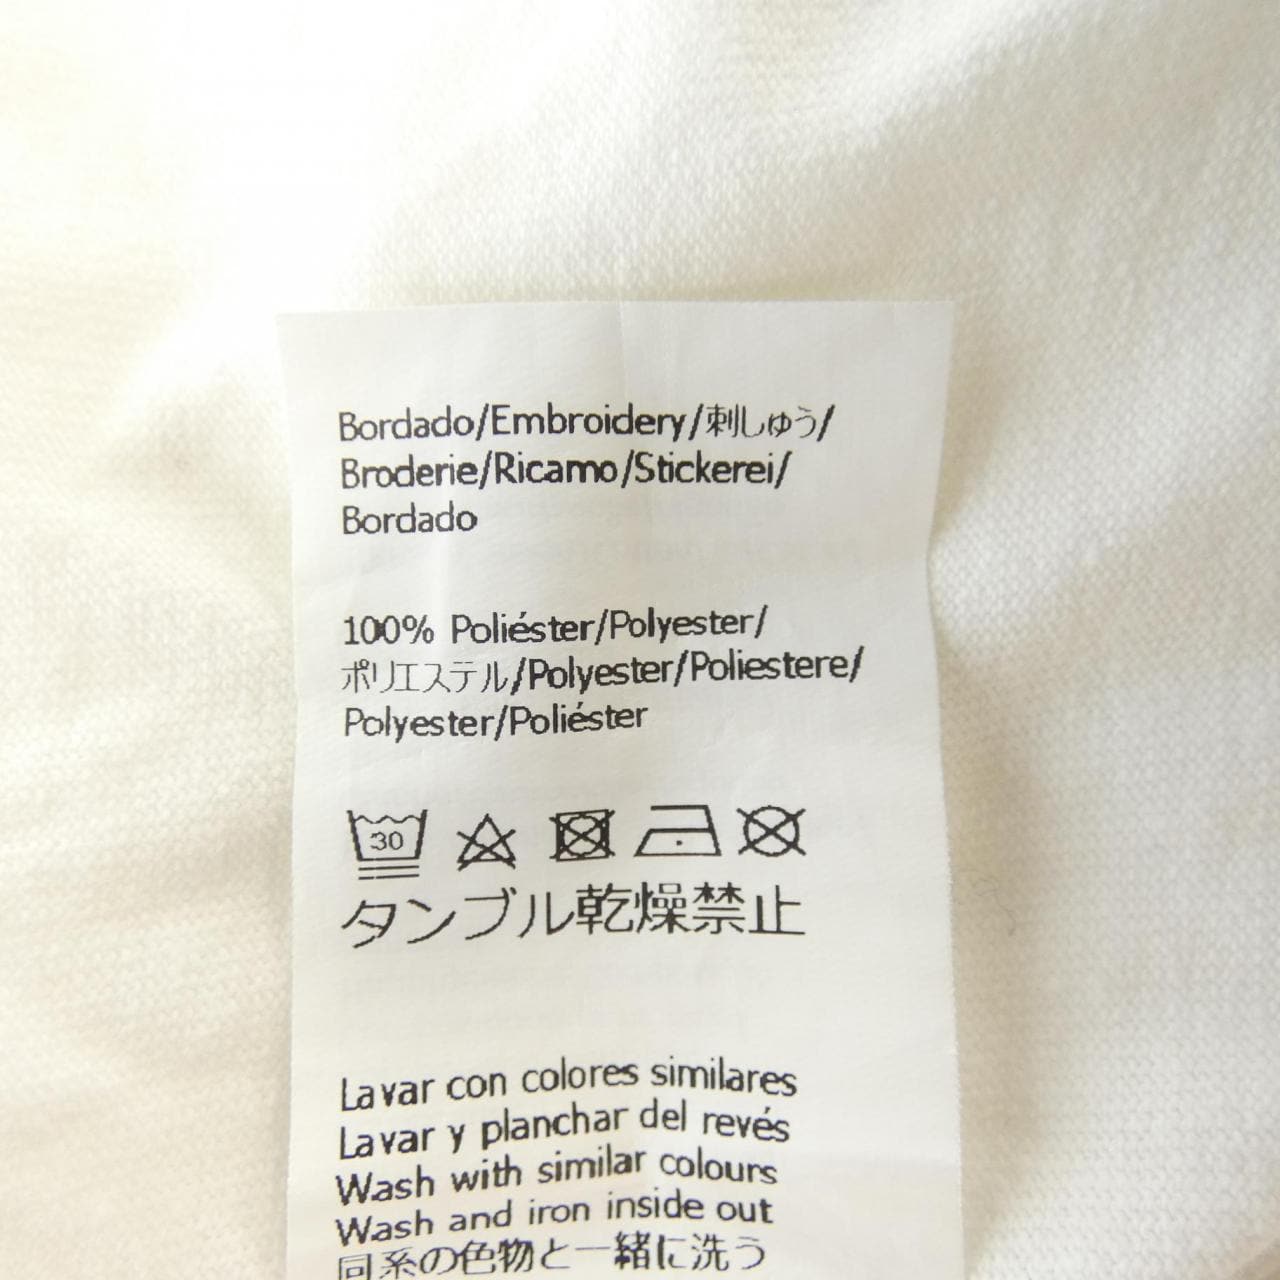 Bordado/Embroidery/刺しゅう/
Broderie/Ricamo/Stickerei/
Bordado
100% Poliéster/Polyester/
ポリエステル/Polyester/Poliestere/
Polyester/Poliéster
30
タンブル乾燥禁止
Lavar con colores similares
Lavar y planchar del revés
Wash with similar colours
Wash and iron inside out
同系の色物と一緒に洗う